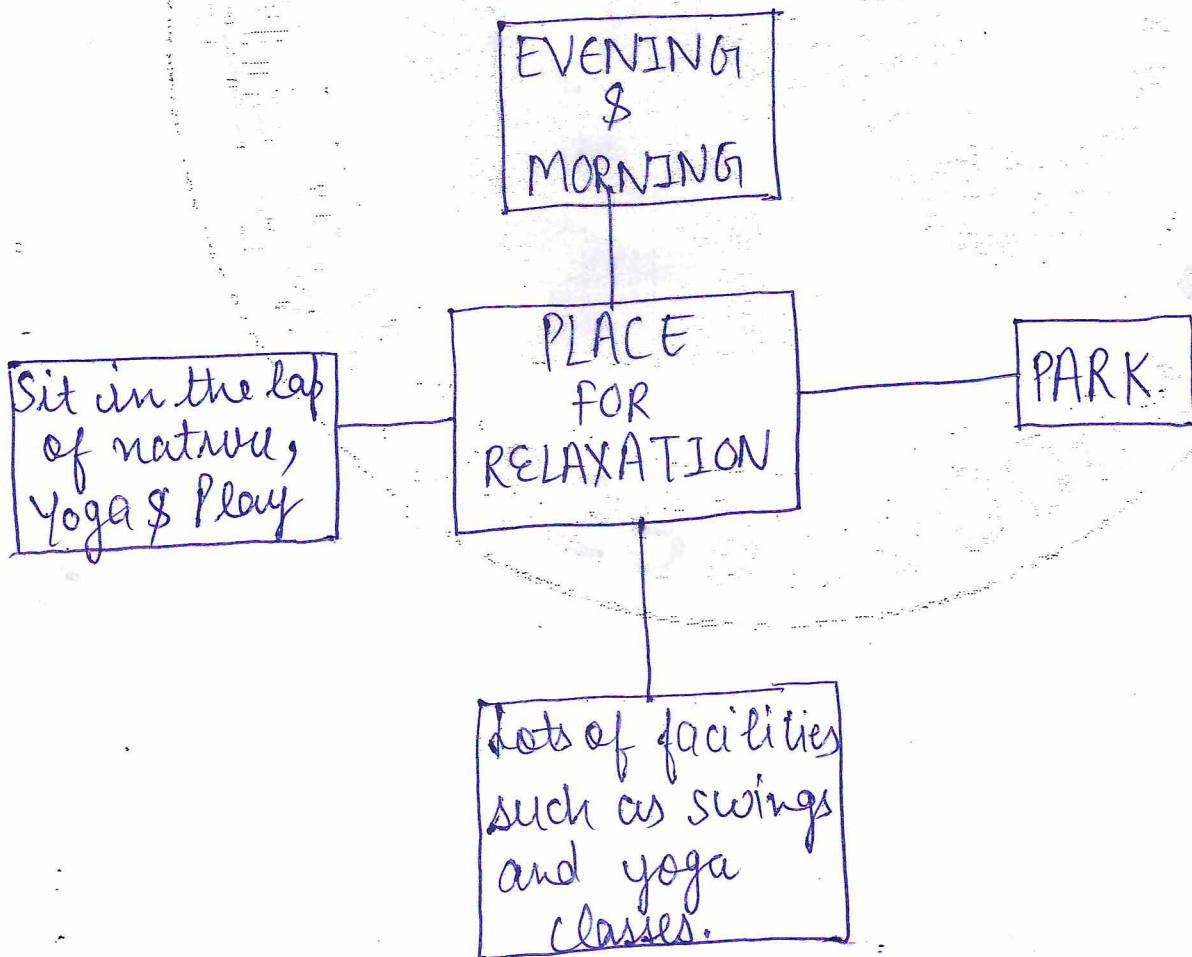 EVENING
&
MORNING
PLACE
FOR
RELAXATION
Sit in the lap
of nature,
Yoga & Play
PARK
Lots of facilities
such as swings
and yoga
classes.